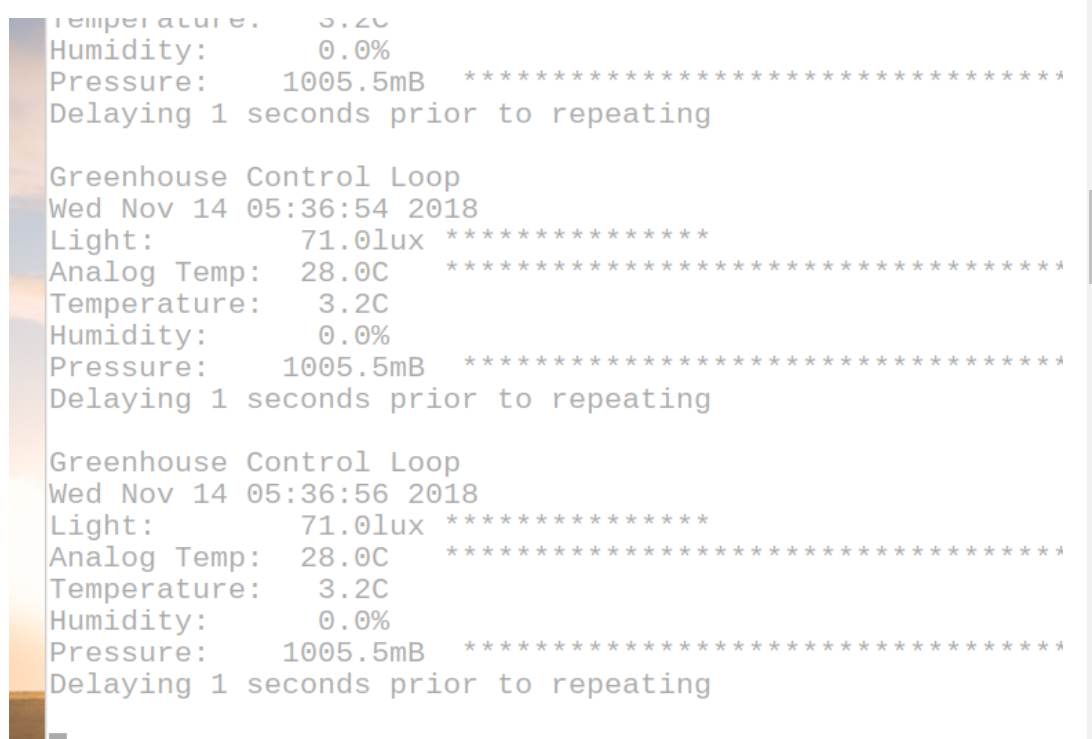 Temperature:   3.2C
Humidity:      0.0%
Pressure:    1005.5mB  **********************************
Delaying 1 seconds prior to repeating
Greenhouse Control Loop
Wed Nov 14 05:36:54 2018
Light:        71.0lux ***************
Analog Temp:  28.0C   ***********************************
Temperature:   3.2C
Humidity:      0.0%
Pressure:    1005.5mB  **********************************
Delaying 1 seconds prior to repeating
Greenhouse Control Loop
Wed Nov 14 05:36:56 2018
Light:        71.0lux ***************
Analog Temp:  28.0C   ***********************************
Temperature:   3.2C
Humidity:      0.0%
Pressure:    1005.5mB  **********************************
Delaying 1 seconds prior to repeating